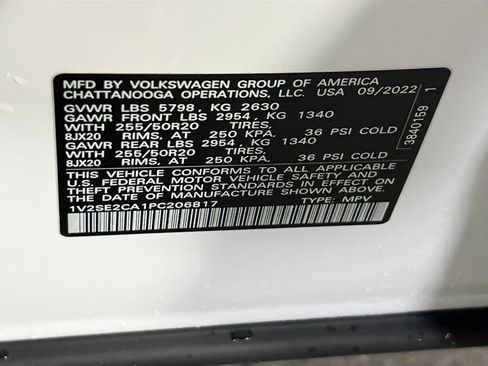 MFD BY VOLKSWAGEN GROUP OF AMERICA
CHATTANOOGA OPERATIONS, LLC. USA 09/2022
GVWR LBS 5798, KG 2630
GAWR FRONT LBS 2954, KG 1340
WITH 255/50R20
8JX20 RIMS, AT 250 KPA, 36 PSI COLD
GAWR REAR LBS 2954, KG 1340
WITH 255/50R20
8JX20 RIMS, AT 250 KPA, 36 PSI COLD
THIS VEHICLE CONFORMS TO ALL APPLICABLE
U.S. FEDERAL MOTOR VEHICLE SAFETY, AND
THEFT PREVENTION STANDARDS IN EFFECT ON
THE DATE OF MANUFACTURE SHOWN ABOVE.
1V2SE2CA1PC206817 TYPE: MPV
3840159 1